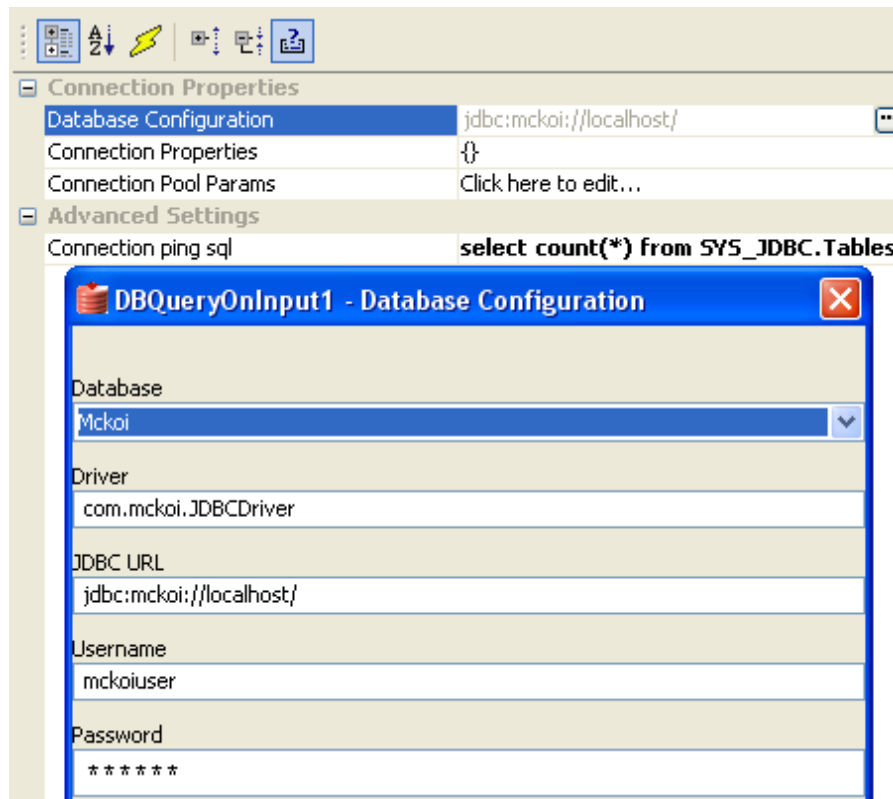 A
Z
Connection Properties
Database Configuration jdbc:mckoi://localhost/
Connection Properties {}
Connection Pool Params Click here to edit...
Advanced Settings
Connection ping sql select count(*) from SYS_JDBC.Tables
DBQueryOnInput1 - Database Configuration
Database
Mckoi
Driver
com.mckoi.JDBCDriver
JDBC URL
jdbc:mckoi://localhost/
Username
mckoiuser
Password
******